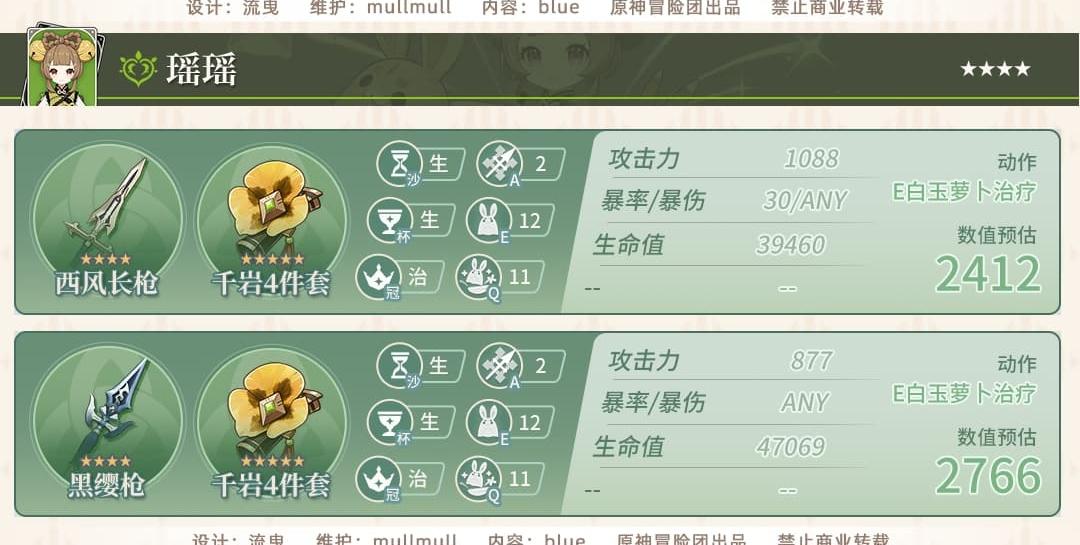 设计：流曳 维护：mullmull 内容：blue 原神冒险团出品 禁止商业转载
瑶瑶 ★★★★
西风长枪
千岩4件套
沙 生 A 2
杯 生 E 12
冠 治 Q 11
攻击力 1088
暴率/暴伤 30/ANY
生命值 39460
-- --
动作
E白玉萝卜治疗
数值预估
2412
黑缨枪
千岩4件套
沙 生 A 2
杯 生 E 12
冠 治 Q 11
攻击力 877
暴率/暴伤 ANY
生命值 47069
-- --
动作
E白玉萝卜治疗
数值预估
2766
设计：流曳 维护：mullmull 内容：blue 原神冒险团出品 禁止商业转载